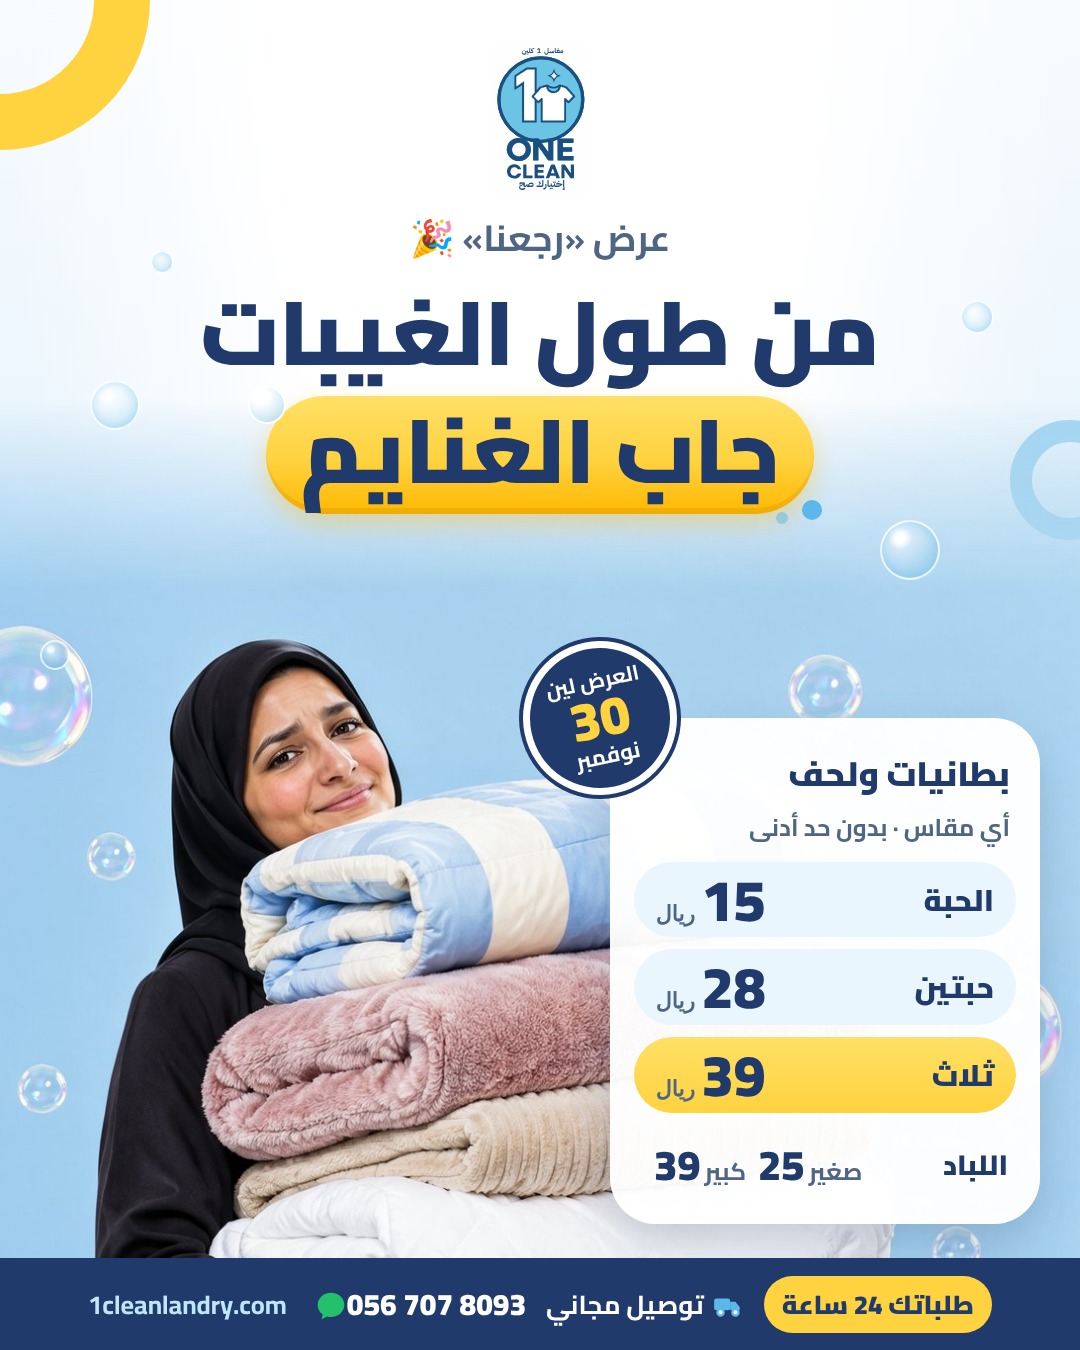 مغاسل 1 كلين
1
ONE
CLEAN
إختيارك صح
عرض «رجعنا» 🎉
من طول الغيبات
جاب الغنايم
العرض لين
30
نوفمبر
بطانيات ولحف
أي مقاس · بدون حد أدنى
الحبة 15 ريال
حبتين 28 ريال
ثلاث 39 ريال
اللباد صغير 25 كبير 39
طلباتك 24 ساعة توصيل مجاني 056 707 8093 1cleanlandry.com